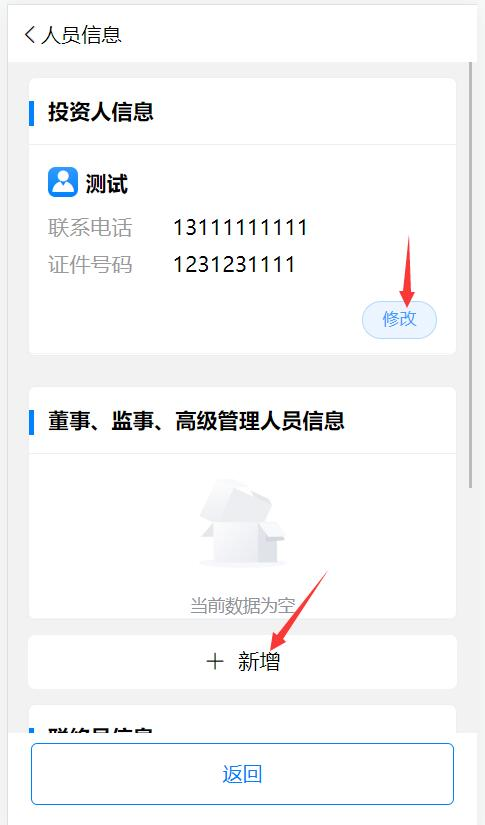 人员信息
投资人信息
测试
联系电话 13111111111
证件号码 1231231111
修改
董事、监事、高级管理人员信息
当前数据为空
新增
返回